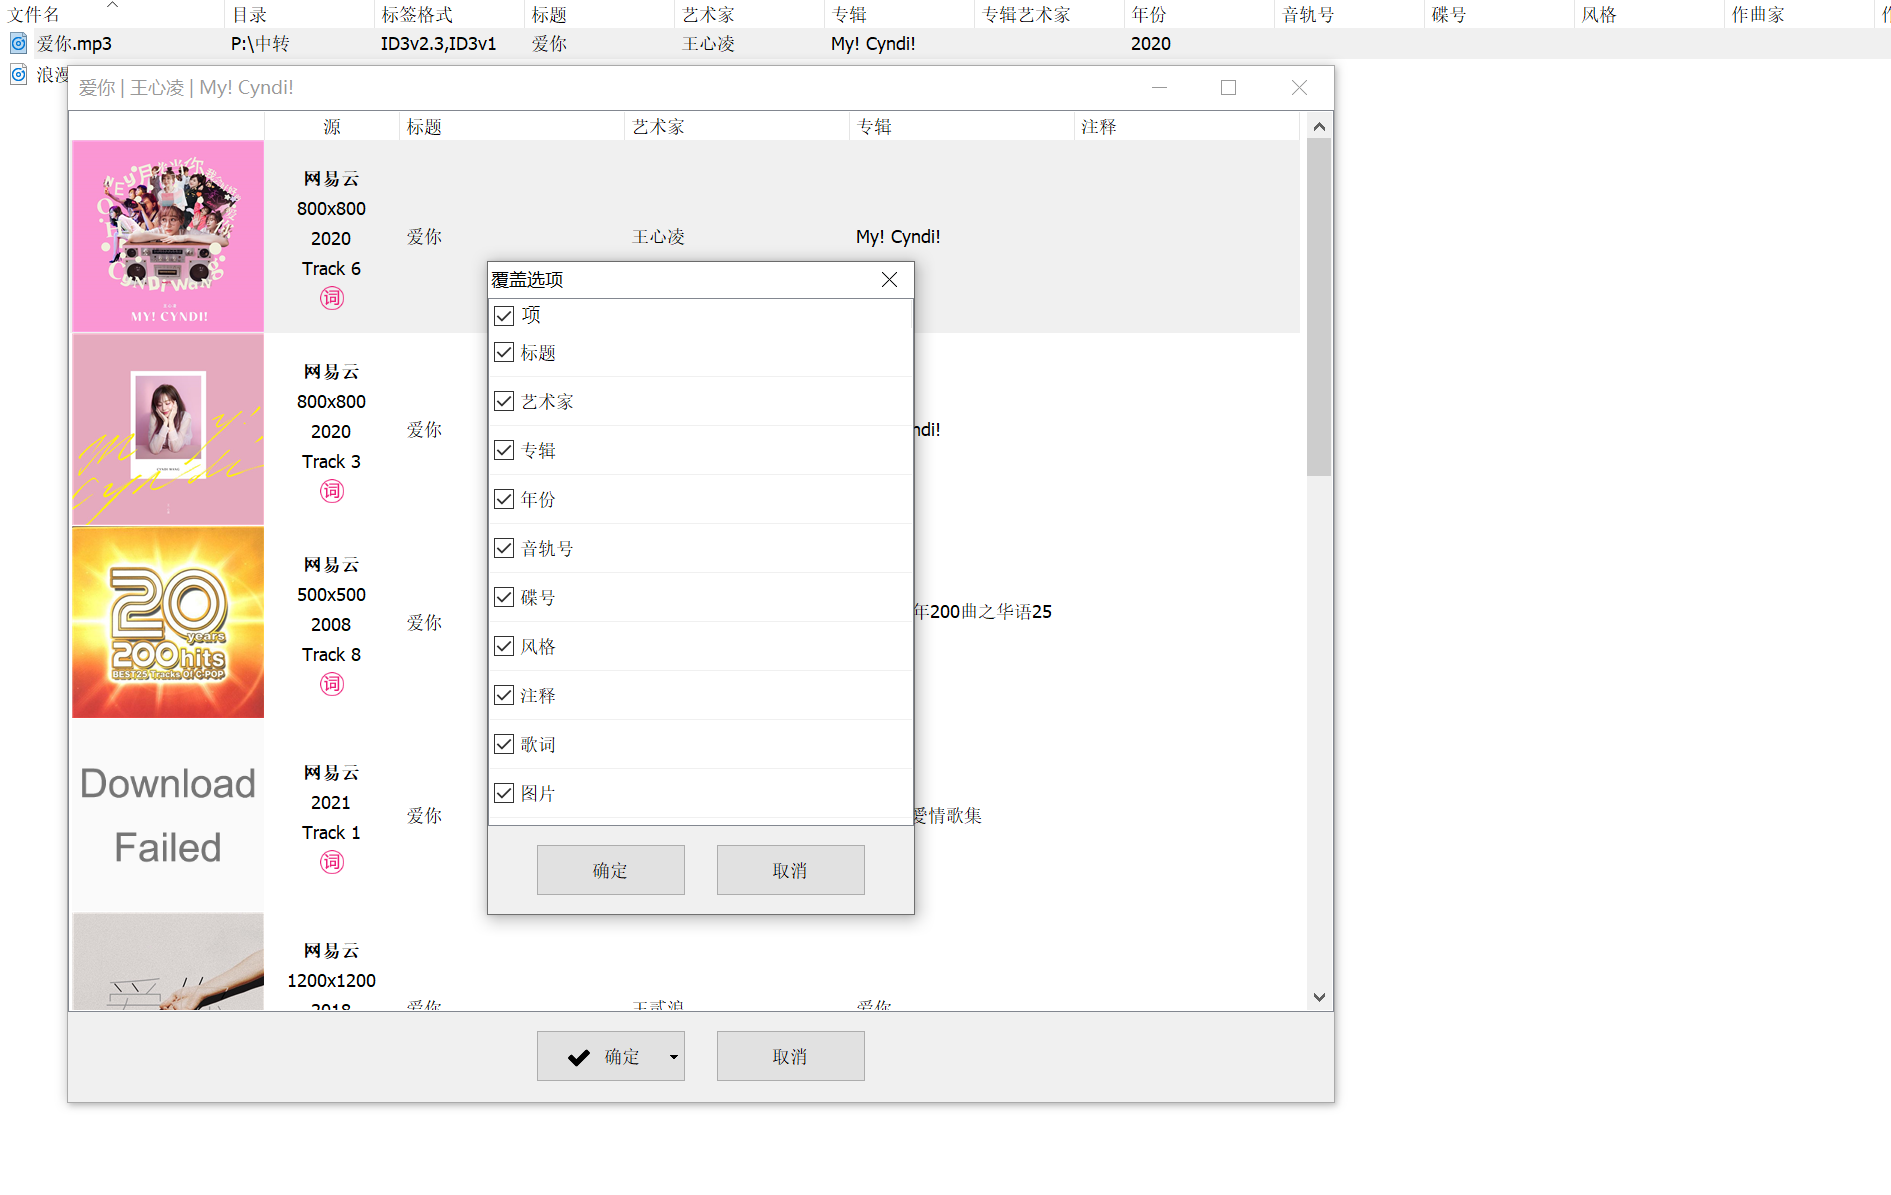 文件名 目录 标签格式 标题 艺术家 专辑 专辑艺术家 年份 音轨号 碟号 风格 作曲家
爱你.mp3 P:\中转 ID3v2.3,ID3v1 爱你 王心凌 My! Cyndi! 2020
浪漫
爱你 | 王心凌 | My! Cyndi!
源 标题 艺术家 专辑 注释
MY! CYNDI!
网易云
800x800
2020
Track 6
词
爱你 王心凌 My! Cyndi!
网易云
800x800
2020
Track 3
词
爱你 ndi!
20
years
200hits
BEST25 Tracks Of C-POP
网易云
500x500
2008
Track 8
词
爱你 年200曲之华语25
Download
Failed
网易云
2021
Track 1
词
爱你 愛情歌集
网易云
1200x1200
2018
爱你 王贰浪 爱你
覆盖选项
项
标题
艺术家
专辑
年份
音轨号
碟号
风格
注释
歌词
图片
确定 取消
确定 取消